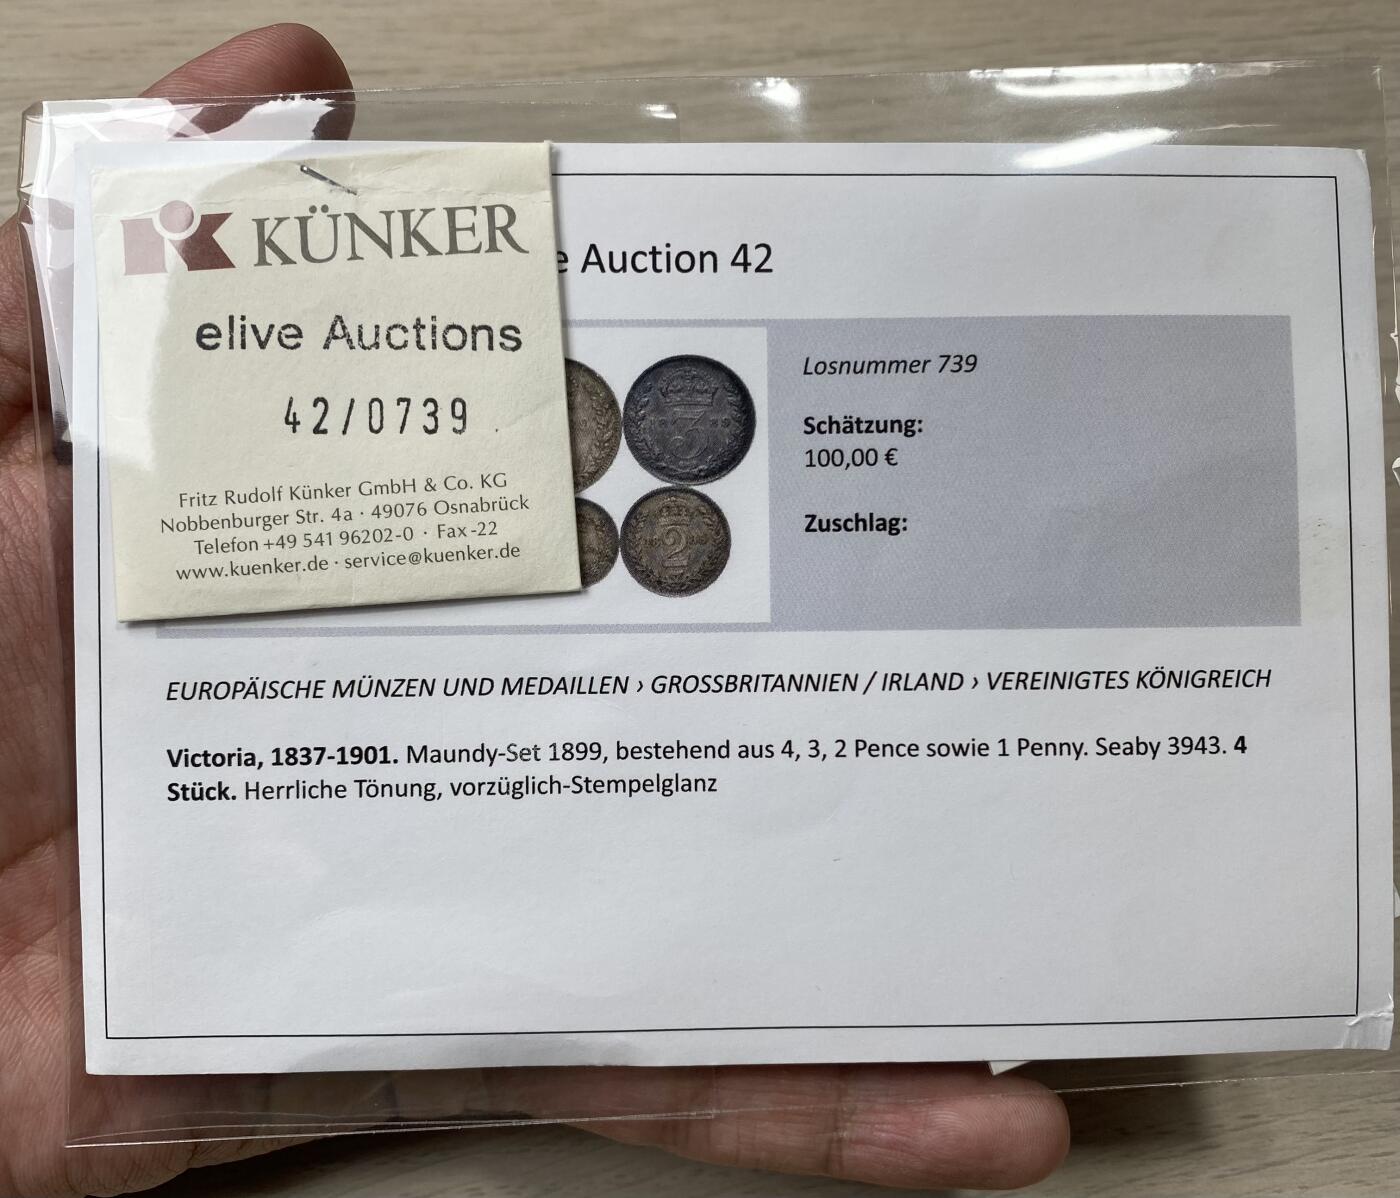 KÜNKER
elive Auctions
42/0739
Fritz Rudolf Künker GmbH & Co. KG
Nobbenburger Str. 4a · 49076 Osnabrück
Telefon +49 541 96202-0 · Fax -22
www.kuenker.de · service@kuenker.de
e Auction 42
3
2
Losnummer 739
Schätzung:
100,00 €
Zuschlag:
EUROPÄISCHE MÜNZEN UND MEDAILLEN › GROSSBRITANNIEN / IRLAND › VEREINIGTES KÖNIGREICH
Victoria, 1837-1901. Maundy-Set 1899, bestehend aus 4, 3, 2 Pence sowie 1 Penny. Seaby 3943. 4
Stück. Herrliche Tönung, vorzüglich-Stempelglanz